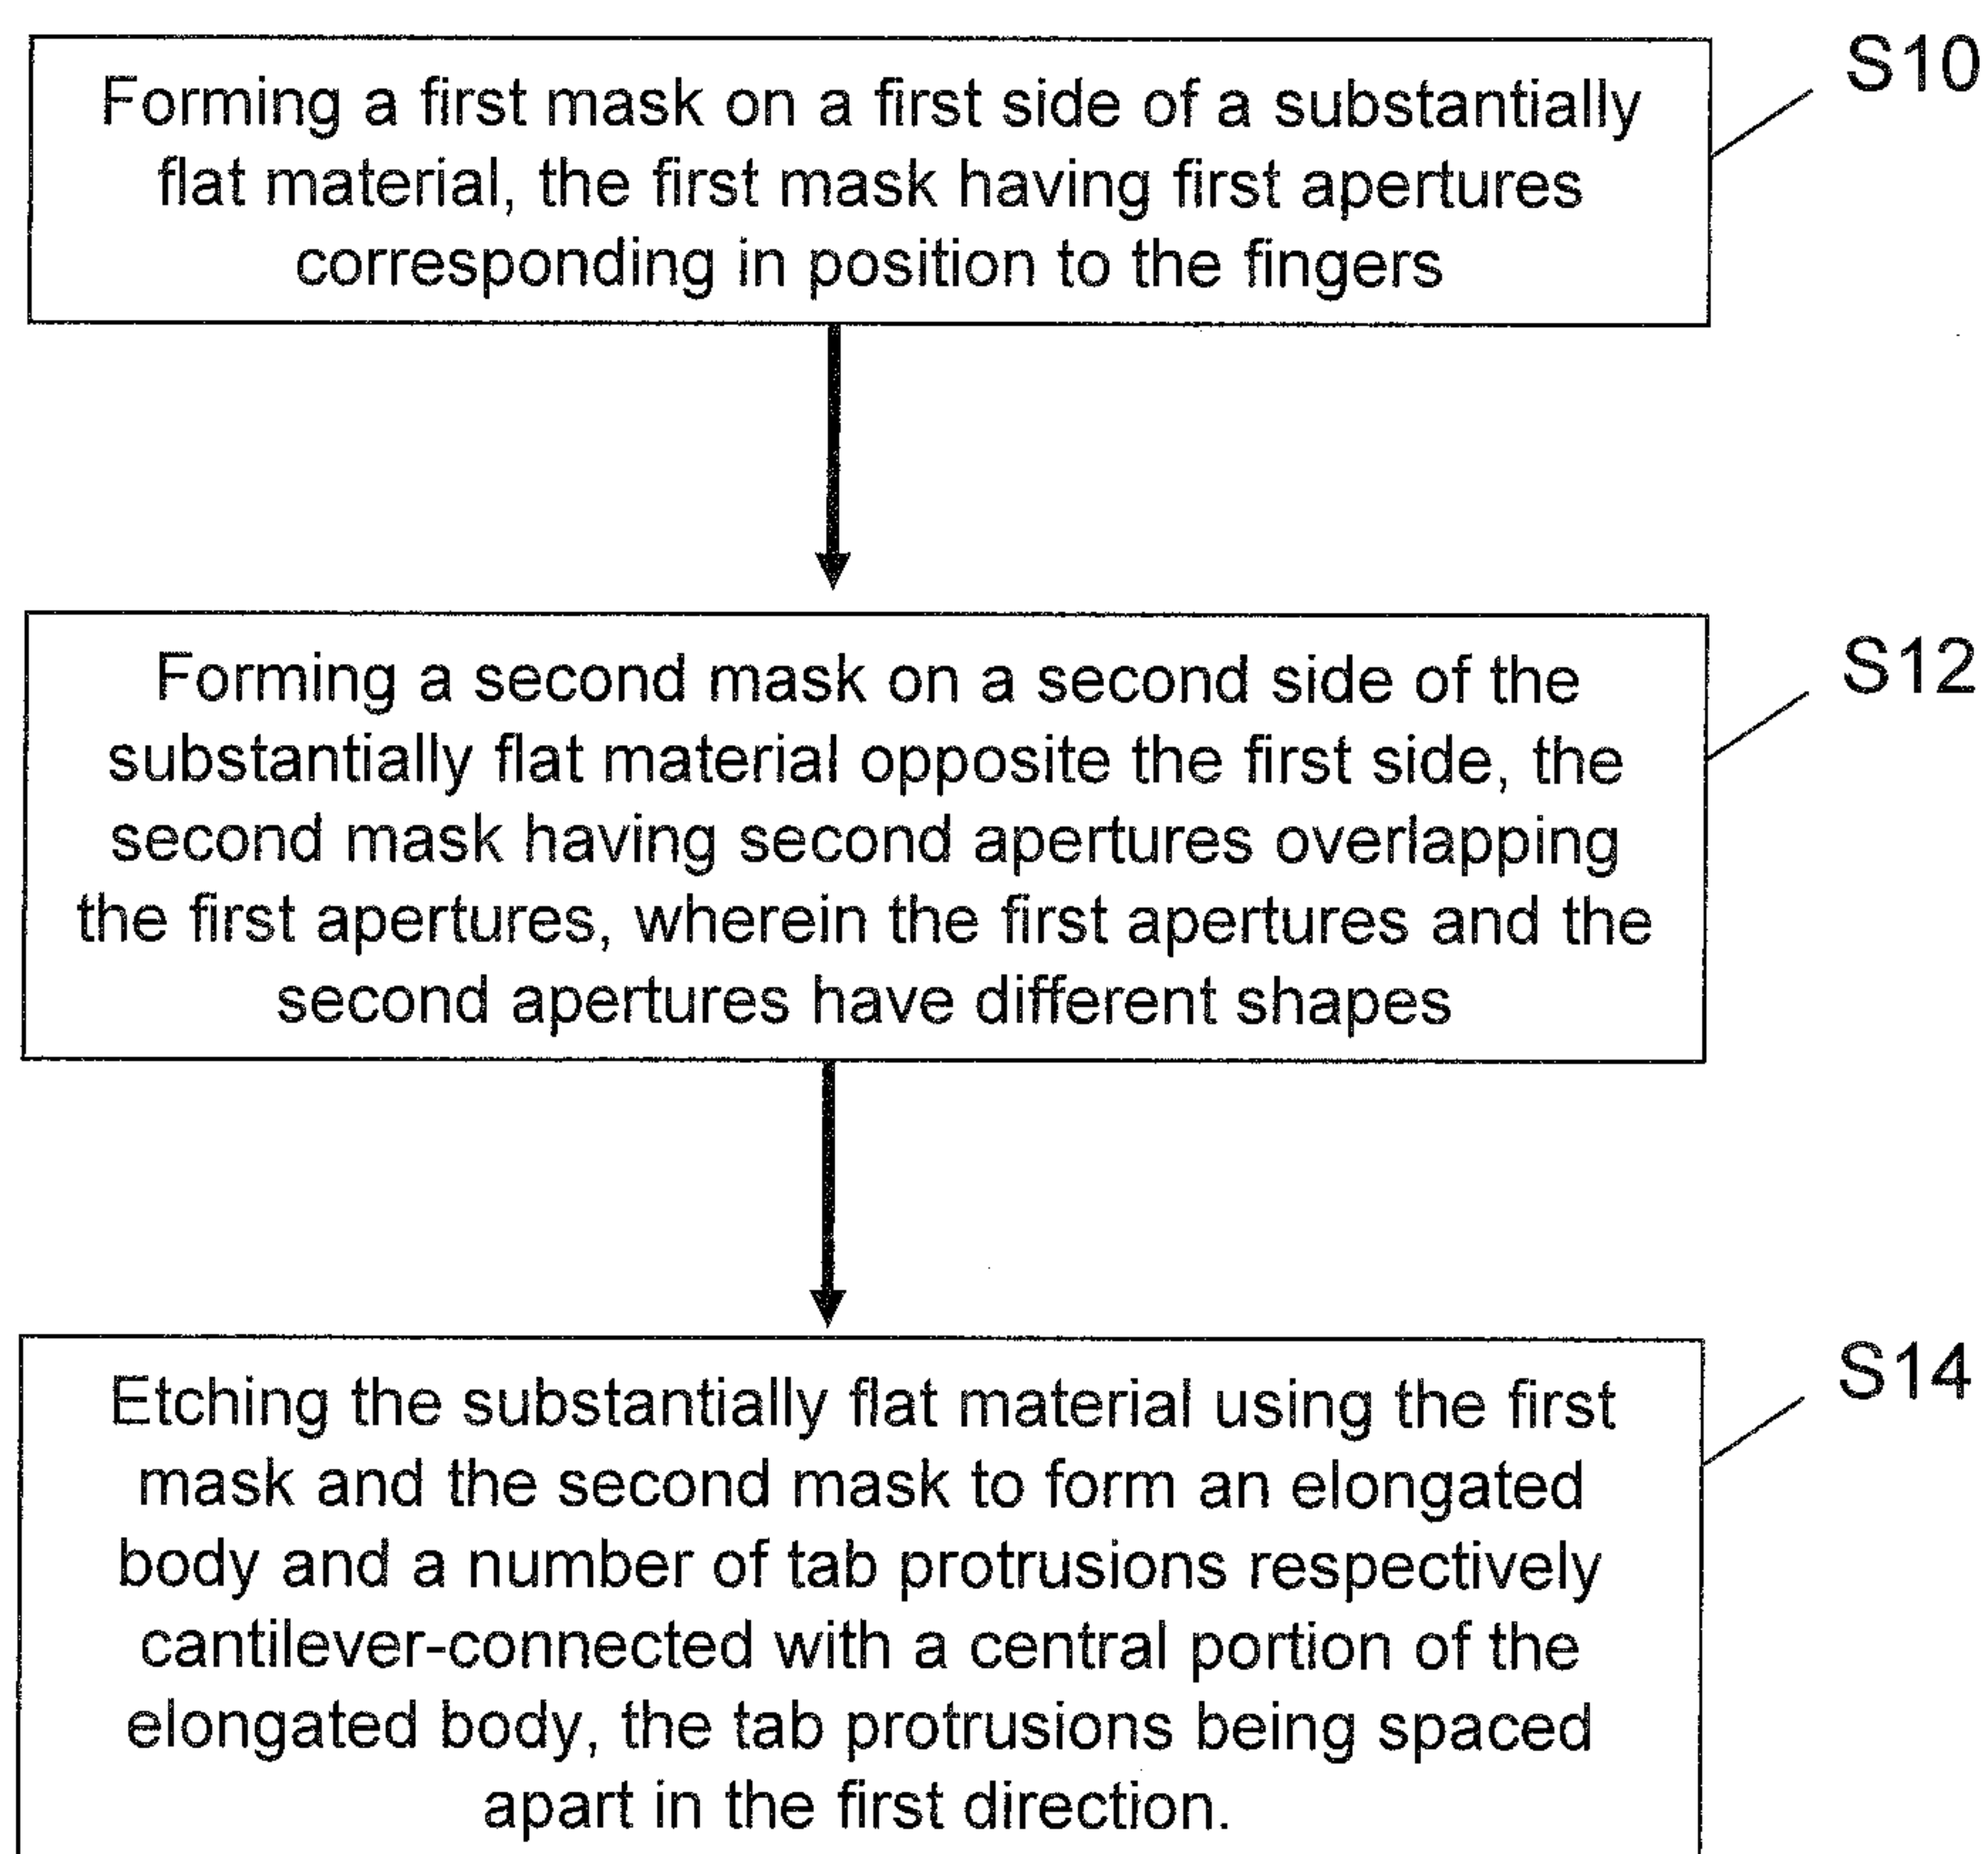 S10
Forming a first mask on a first side of a substantially
flat material, the first mask having first apertures
corresponding in position to the fingers
S12
Forming a second mask on a second side of the
substantially flat material opposite the first side, the
second mask having second apertures overlapping
the first apertures, wherein the first apertures and the
second apertures have different shapes
S14
Etching the substantially flat material using the first
mask and the second mask to form an elongated
body and a number of tab protrusions respectively
cantilever-connected with a central portion of the
elongated body, the tab protrusions being spaced
apart in the first direction.